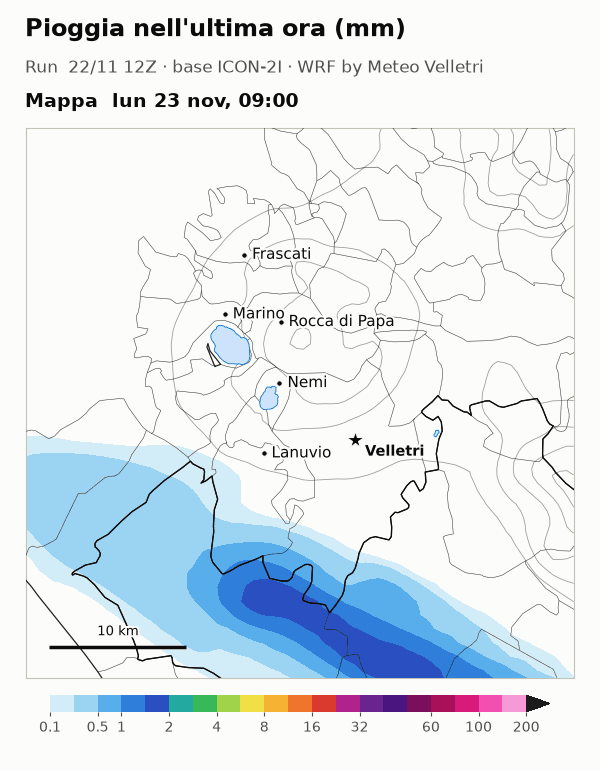 Pioggia nell'ultima ora (mm)
Run  22/11 12Z · base ICON-2I · WRF by Meteo Velletri
Mappa  lun 23 nov, 09:00
Frascati
Marino
Rocca di Papa
Nemi
Velletri
Lanuvio
10 km
0.1 0.5 1 2 4 8 16 32 60 100 200